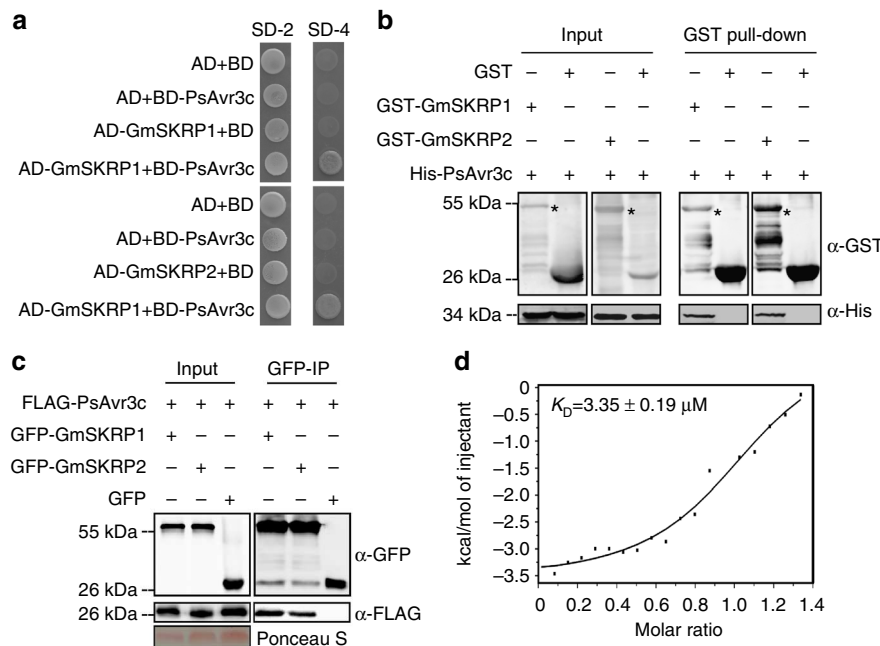 a
SD-2 SD-4
AD+BD
AD+BD-PsAvr3c
AD-GmSKRP1+BD
AD-GmSKRP1+BD-PsAvr3c
AD+BD
AD+BD-PsAvr3c
AD-GmSKRP2+BD
AD-GmSKRP1+BD-PsAvr3c
b
Input GST pull-down
GST – + – + – + – +
GST-GmSKRP1 + – – – + – – –
GST-GmSKRP2 – – + – – – + –
His-PsAvr3c + + + + + + + +
55 kDa * * * *
α-GST
26 kDa
34 kDa α-His
c
Input GFP-IP
FLAG-PsAvr3c + + + + + +
GFP-GmSKRP1 + – – + – –
GFP-GmSKRP2 – + – – + –
GFP – – + – – +
55 kDa
α-GFP
26 kDa
26 kDa α-FLAG
Ponceau S
d
K_D=3.35 ± 0.19 μM
kcal/mol of injectant
0
–0.5
–1.0
–1.5
–2.0
–2.5
–3.0
–3.5
0 0.2 0.4 0.6 0.8 1.0 1.2 1.4
Molar ratio